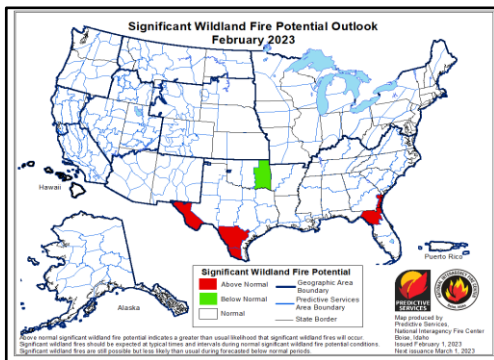 Significant Wildland Fire Potential Outlook
February 2023
Hawaii
Puerto Rico
Alaska
Significant Wildland Fire Potential
Above Normal
Below Normal
Normal
Geographic Area
Boundary
Predictive Services
Area Boundary
State Border
PREDICTIVE
SERVICES
Map produced by
Predictive Services,
National Interagency Fire Center
Boise, Idaho
Issued February 1, 2023
Next issuance March 1, 2023
Above normal significant wildland fire potential indicates a greater than usual likelihood that significant wildland fires will occur.
Significant wildland fires should be expected at typical times and intervals during normal significant wildland fire potential conditions.
Significant wildland fires are still possible but less likely than usual during forecasted below normal periods.